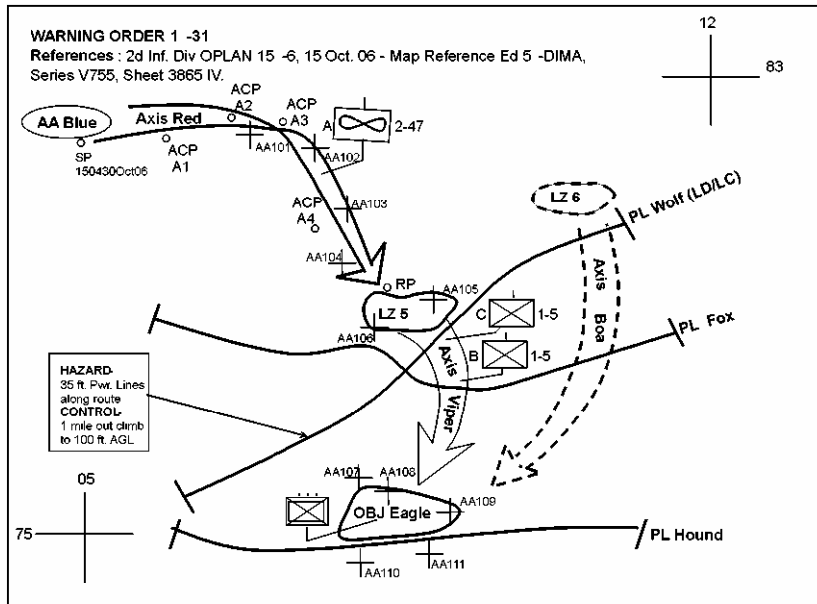 WARNING ORDER 1 -31
References : 2d Inf. Div OPLAN 15 -6, 15 Oct. 06 - Map Reference Ed 5 -DIMA,
Series V755, Sheet 3865 IV.
12
83
AA Blue
Axis Red
ACP
A2
ACP
A3
A
2-47
SP
150430Oct06
ACP
A1
AA101
AA102
ACP
A4
AA103
AA104
LZ 6
PL Wolf (LD/LC)
RP
AA105
LZ 5
AA106
C
1-5
B
1-5
Axis
Viper
Axis
Boa
PL Fox
HAZARD-
35 ft. Pwr. Lines
along route
CONTROL-
1 mile out climb
to 100 ft. AGL
05
75
AA107
AA108
AA109
OBJ Eagle
PL Hound
AA110
AA111